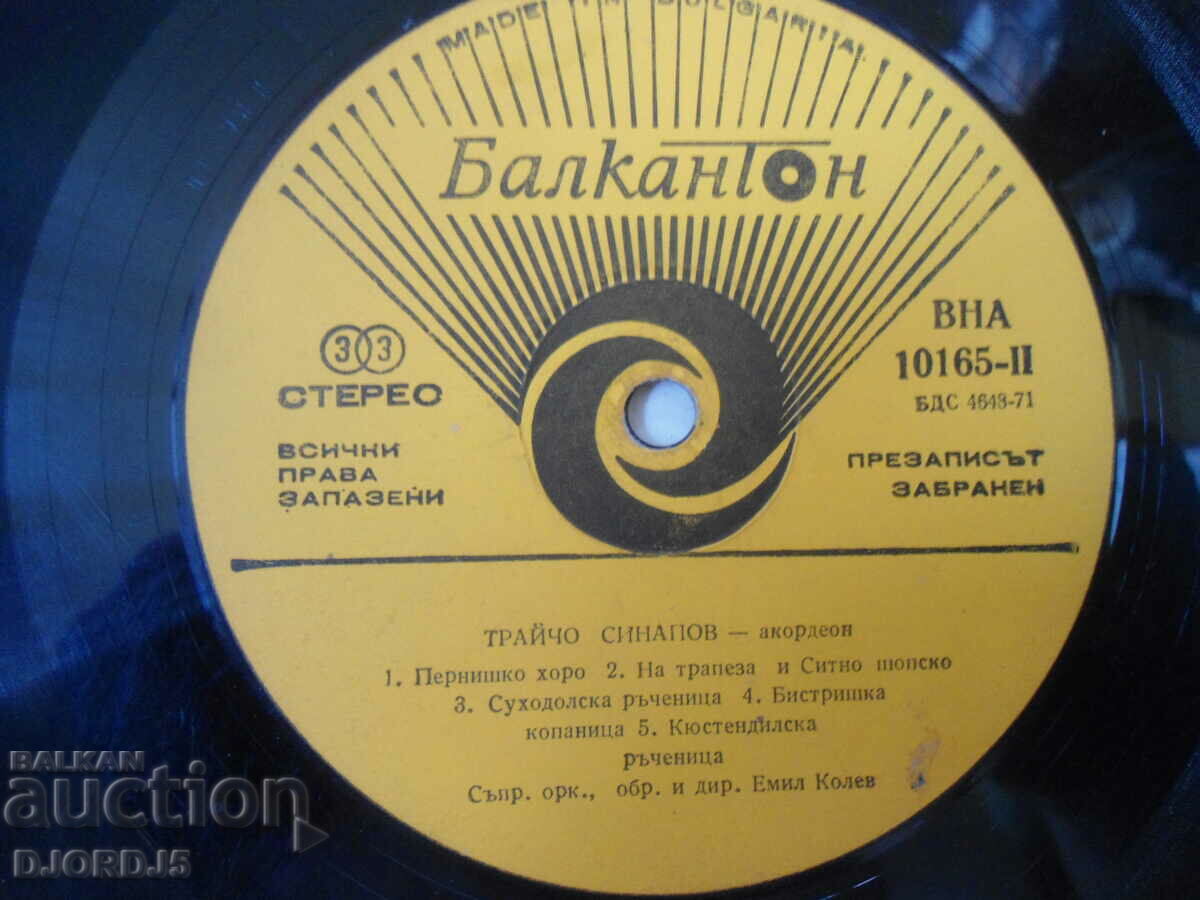 MADE IN BULGARIA
Балкантон
33
СТЕРЕО
ВСИЧКИ
ПРАВА
ЗАПАЗЕНИ
ВНА
10165-II
БДС 4648-71
ПРЕЗАПИСЪТ
ЗАБРАНЕН
ТРАЙЧО СИНАПОВ — акордеон
1. Пернишко хоро 2. На трапеза и Ситно шопско
3. Суходолска ръченица 4. Бистришка
копаница 5. Кюстендилска
ръченица
Съпр. орк., обр. и дир. Емил Колев
BALKAN
auction
DJORDJ5